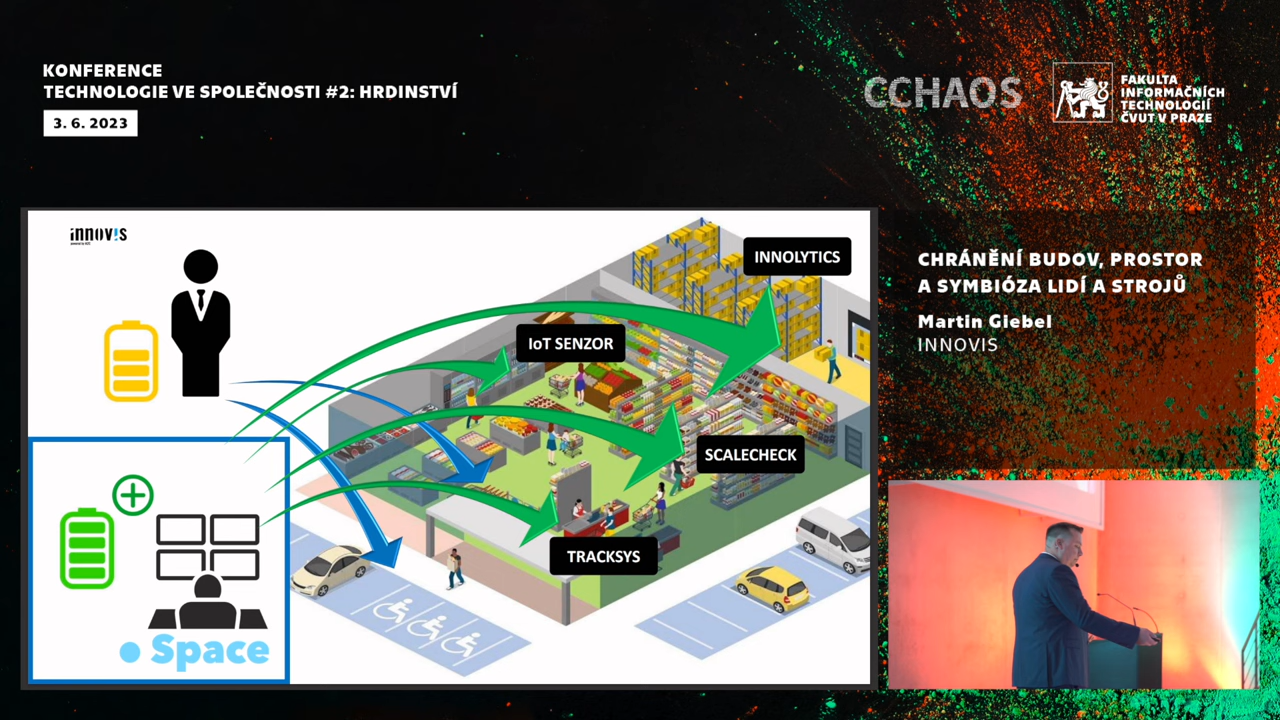 KONFERENCE
TECHNOLOGIE VE SPOLEČNOSTI #2: HRDINSTVÍ
3. 6. 2023
CCHAOS
FAKULTA
INFORMAČNÍCH
TECHNOLOGIÍ
ČVUT V PRAZE
innovis
INNOLYTICS
IoT SENZOR
SCALECHECK
TRACKSYS
Space
CHRÁNĚNÍ BUDOV, PROSTOR
A SYMBIÓZA LIDÍ A STROJŮ
Martin Giebel
INNOVIS